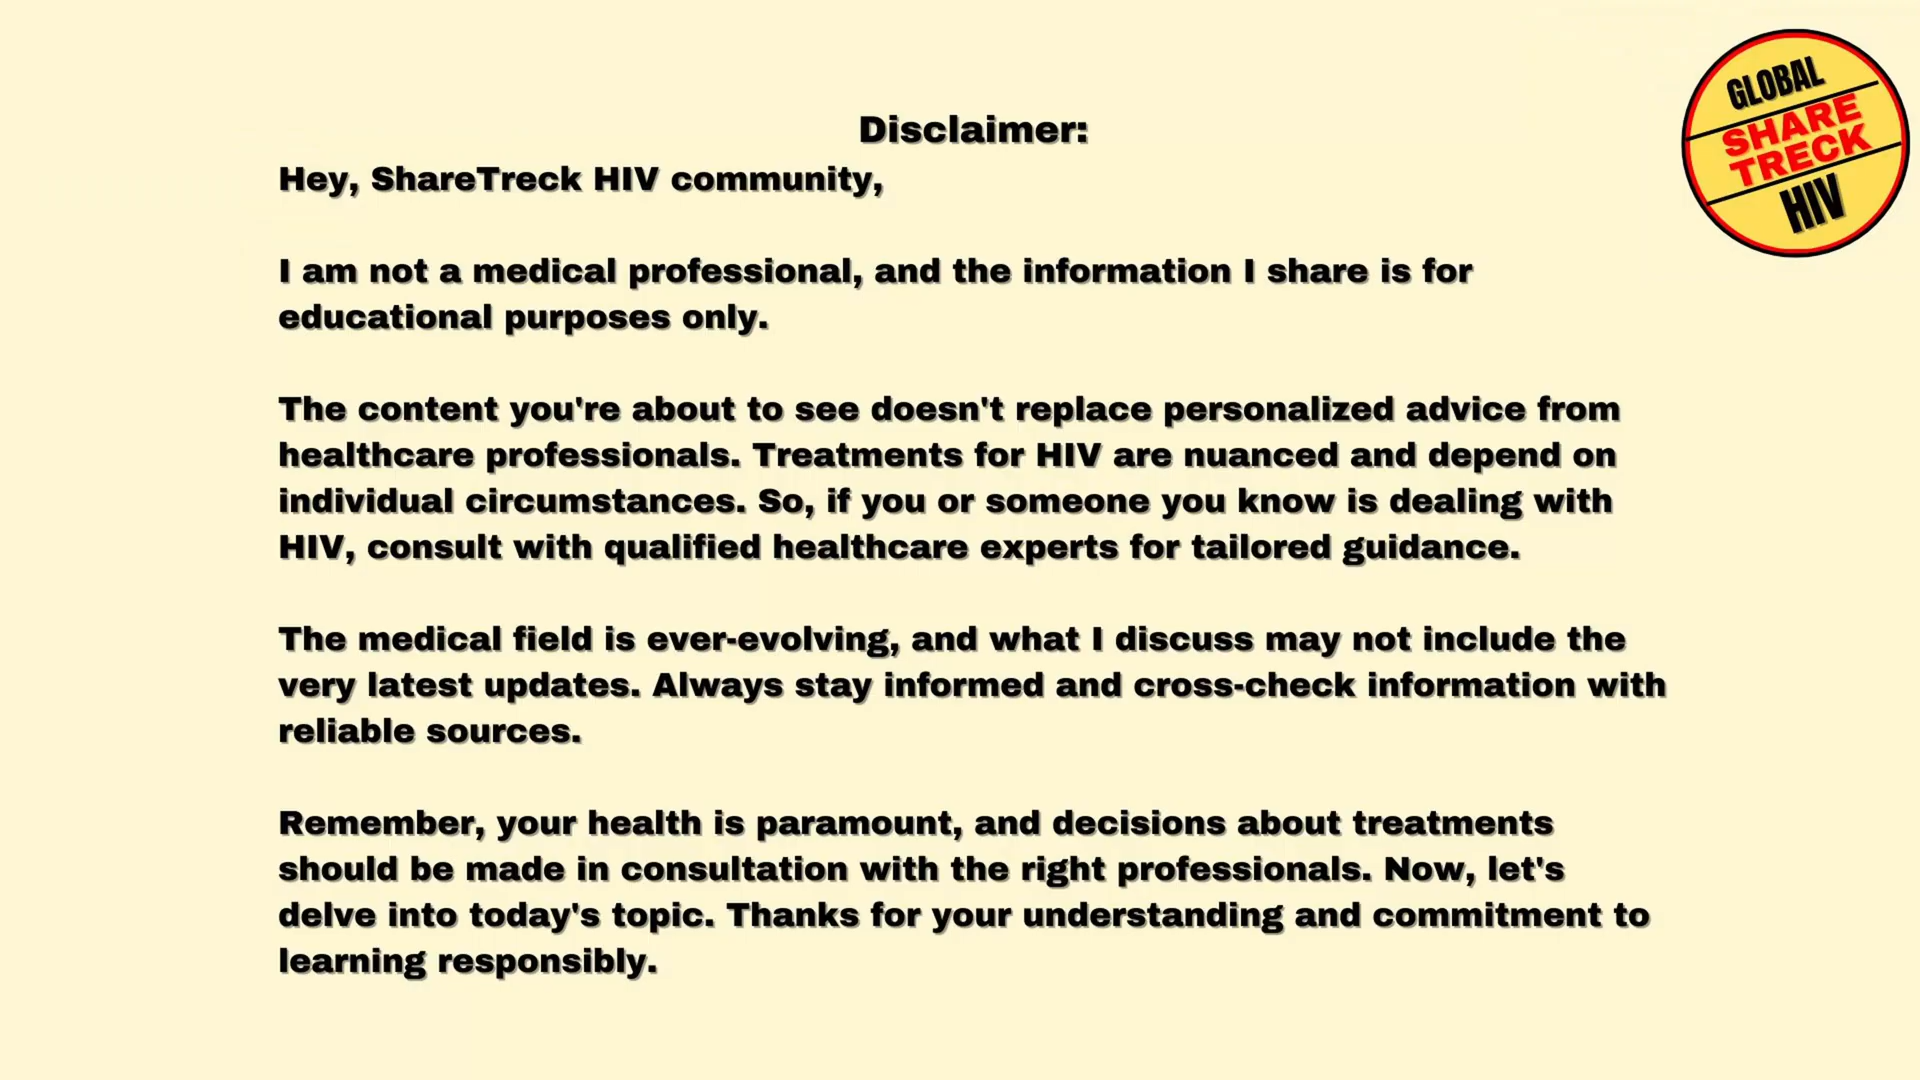 GLOBAL
SHARE
TRECK
HIV
Disclaimer:
Hey, ShareTreck HIV community,
I am not a medical professional, and the information I share is for
educational purposes only.
The content you're about to see doesn't replace personalized advice from
healthcare professionals. Treatments for HIV are nuanced and depend on
individual circumstances. So, if you or someone you know is dealing with
HIV, consult with qualified healthcare experts for tailored guidance.
The medical field is ever-evolving, and what I discuss may not include the
very latest updates. Always stay informed and cross-check information with
reliable sources.
Remember, your health is paramount, and decisions about treatments
should be made in consultation with the right professionals. Now, let's
delve into today's topic. Thanks for your understanding and commitment to
learning responsibly.